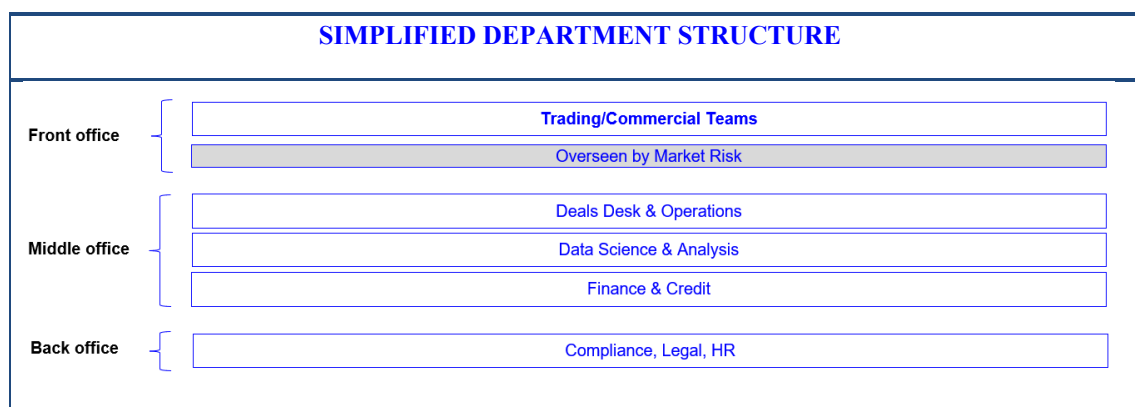 SIMPLIFIED DEPARTMENT STRUCTURE
Front office
Trading/Commercial Teams
Overseen by Market Risk
Middle office
Deals Desk & Operations
Data Science & Analysis
Finance & Credit
Back office
Compliance, Legal, HR